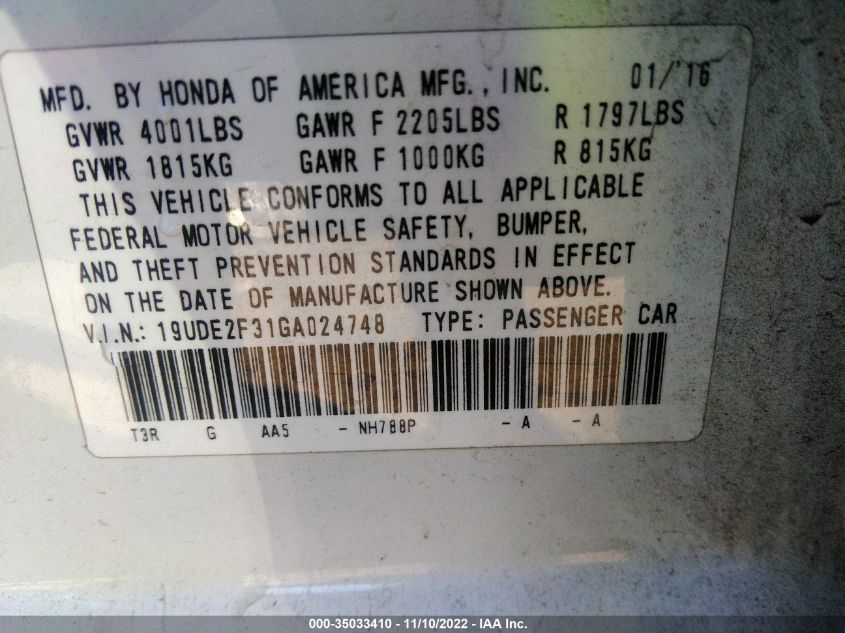 MFD. BY HONDA OF AMERICA MFG., INC. 01/'16
GVWR 4001LBS GAWR F 2205LBS R 1797LBS
GVWR 1815KG GAWR F 1000KG R 815KG
THIS VEHICLE CONFORMS TO ALL APPLICABLE
FEDERAL MOTOR VEHICLE SAFETY, BUMPER,
AND THEFT PREVENTION STANDARDS IN EFFECT
ON THE DATE OF MANUFACTURE SHOWN ABOVE.
V.I.N.: 19UDE2F31GA024748 TYPE: PASSENGER CAR
T3R G AA5 - NH788P - A - A
000-35033410 - 11/10/2022 - IAA Inc.